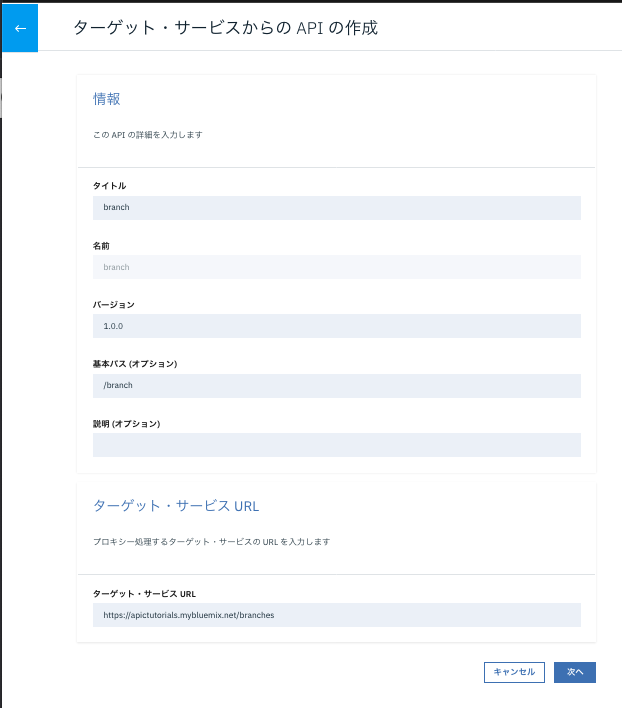 ←
ターゲット・サービスからの API の作成
情報
この API の詳細を入力します
タイトル
branch
名前
branch
バージョン
1.0.0
基本パス (オプション)
/branch
説明 (オプション)
ターゲット・サービス URL
プロキシー処理するターゲット・サービスの URL を入力します
ターゲット・サービス URL
https://apictutorials.mybluemix.net/branches
キャンセル
次へ